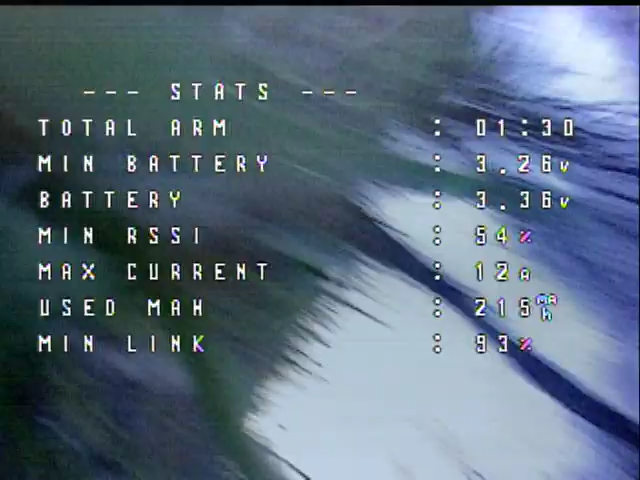 --- STATS ---
TOTAL ARM : 01:30
MIN BATTERY : 3.26V
BATTERY : 3.36V
MIN RSSI : 54%
MAX CURRENT : 12A
USED MAH : 215MAH
MIN LINK : 93%